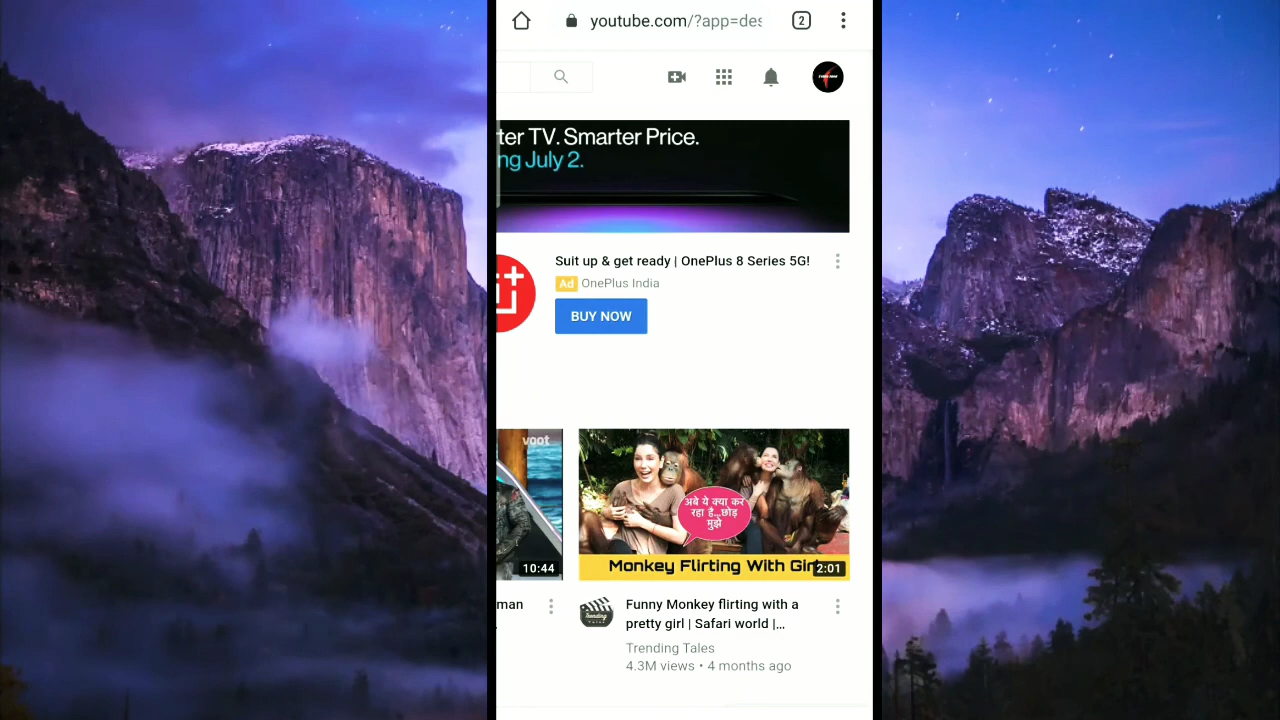 youtube.com/?app=des
2
ter TV. Smarter Price.
ng July 2.
Suit up & get ready | OnePlus 8 Series 5G!
Ad OnePlus India
BUY NOW
voot
अबे ये क्या कर
रहा है...छोड़
मुझे
10:44
Monkey Flirting With Girl
2:01
man
Funny Monkey flirting with a
pretty girl | Safari world |...
Trending Tales
4.3M views • 4 months ago